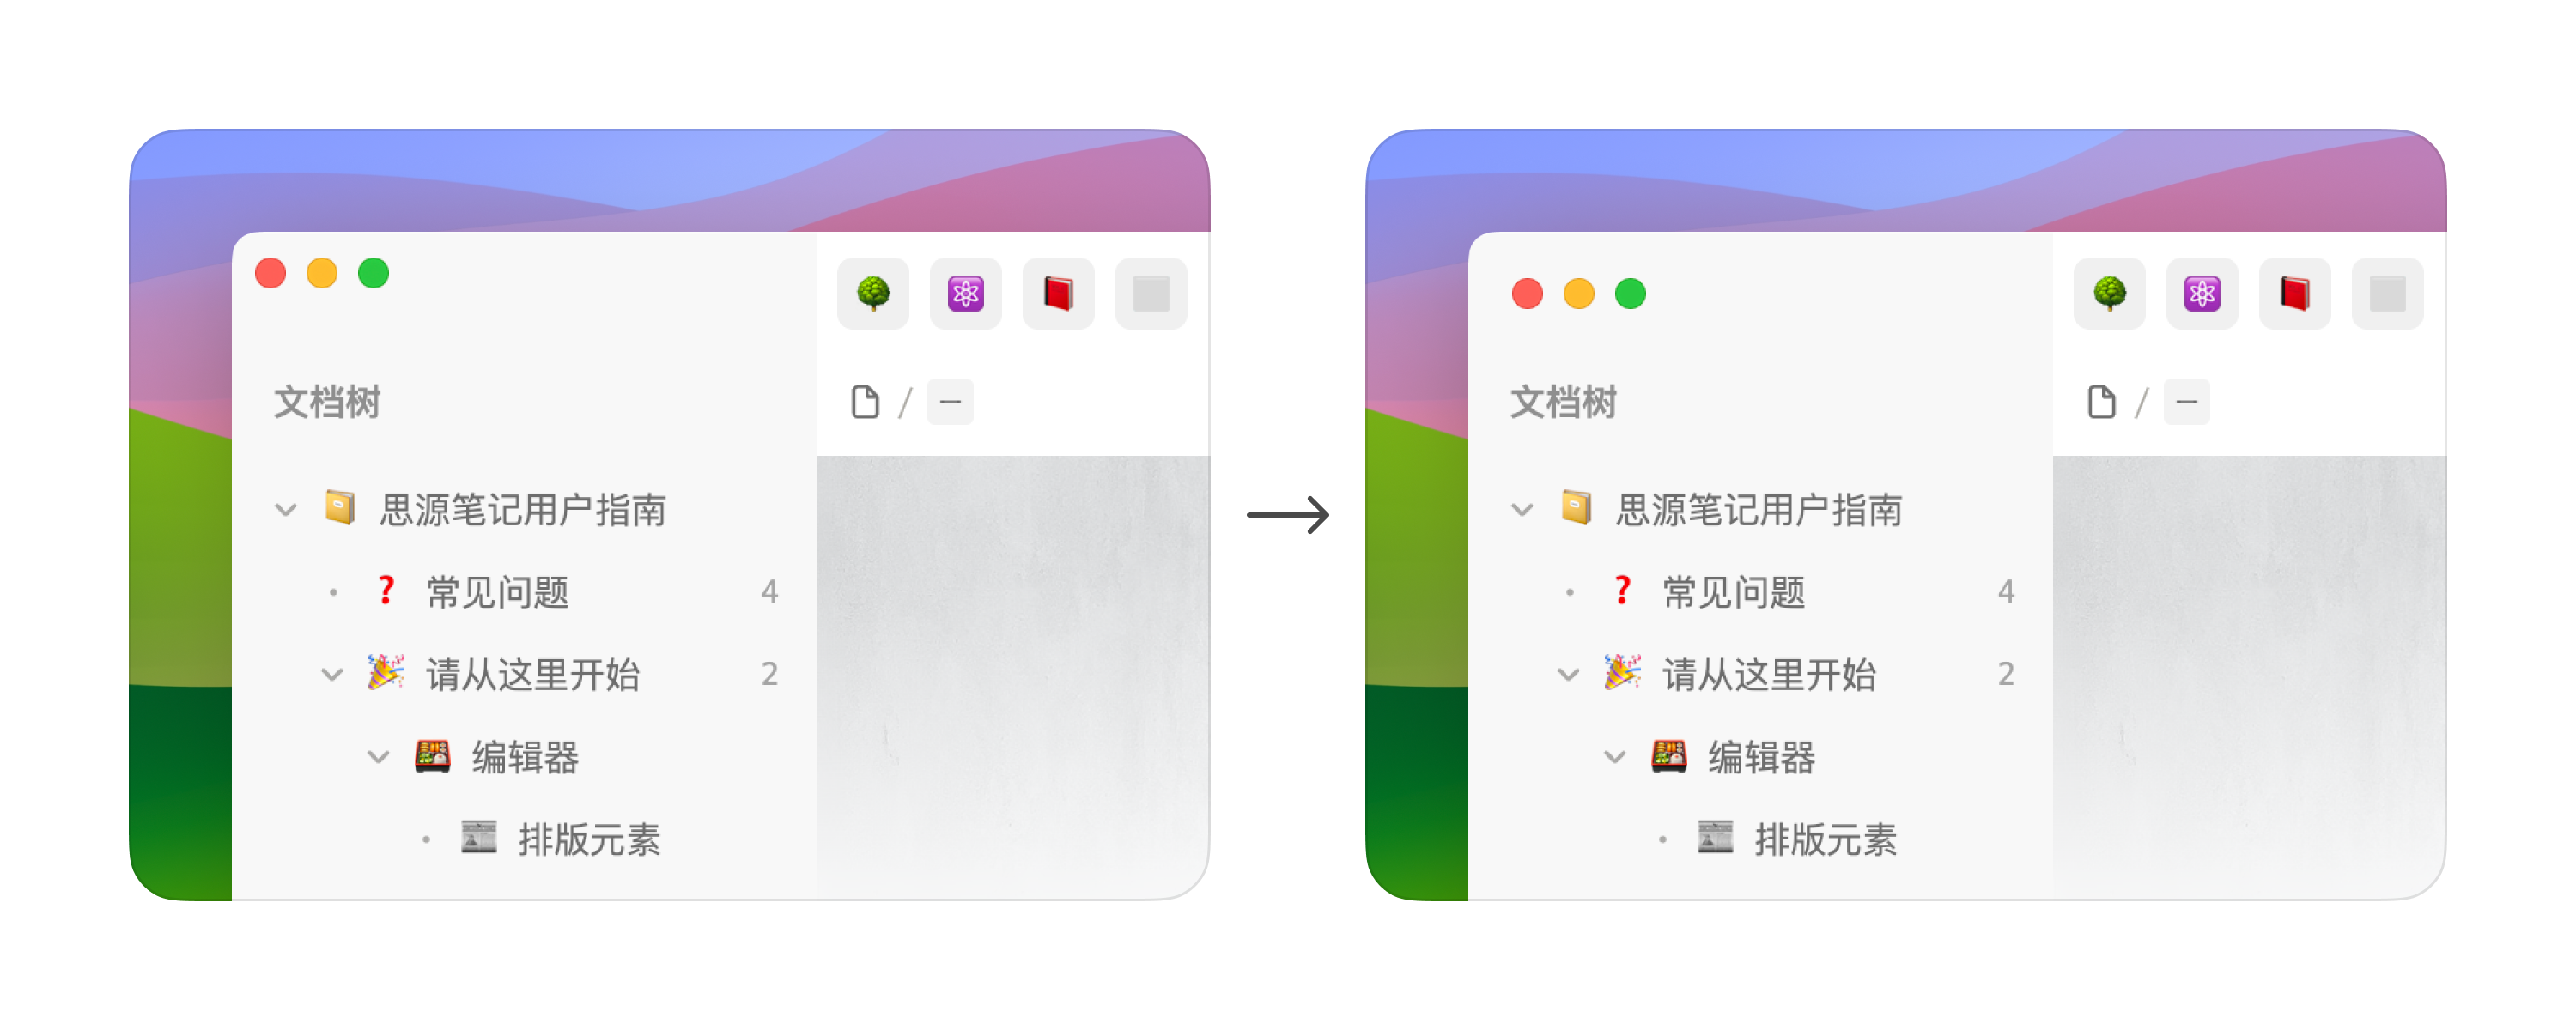 文档树
/ —
思源笔记用户指南
常见问题 4
请从这里开始 2
编辑器
排版元素
文档树
/ —
思源笔记用户指南
常见问题 4
请从这里开始 2
编辑器
排版元素